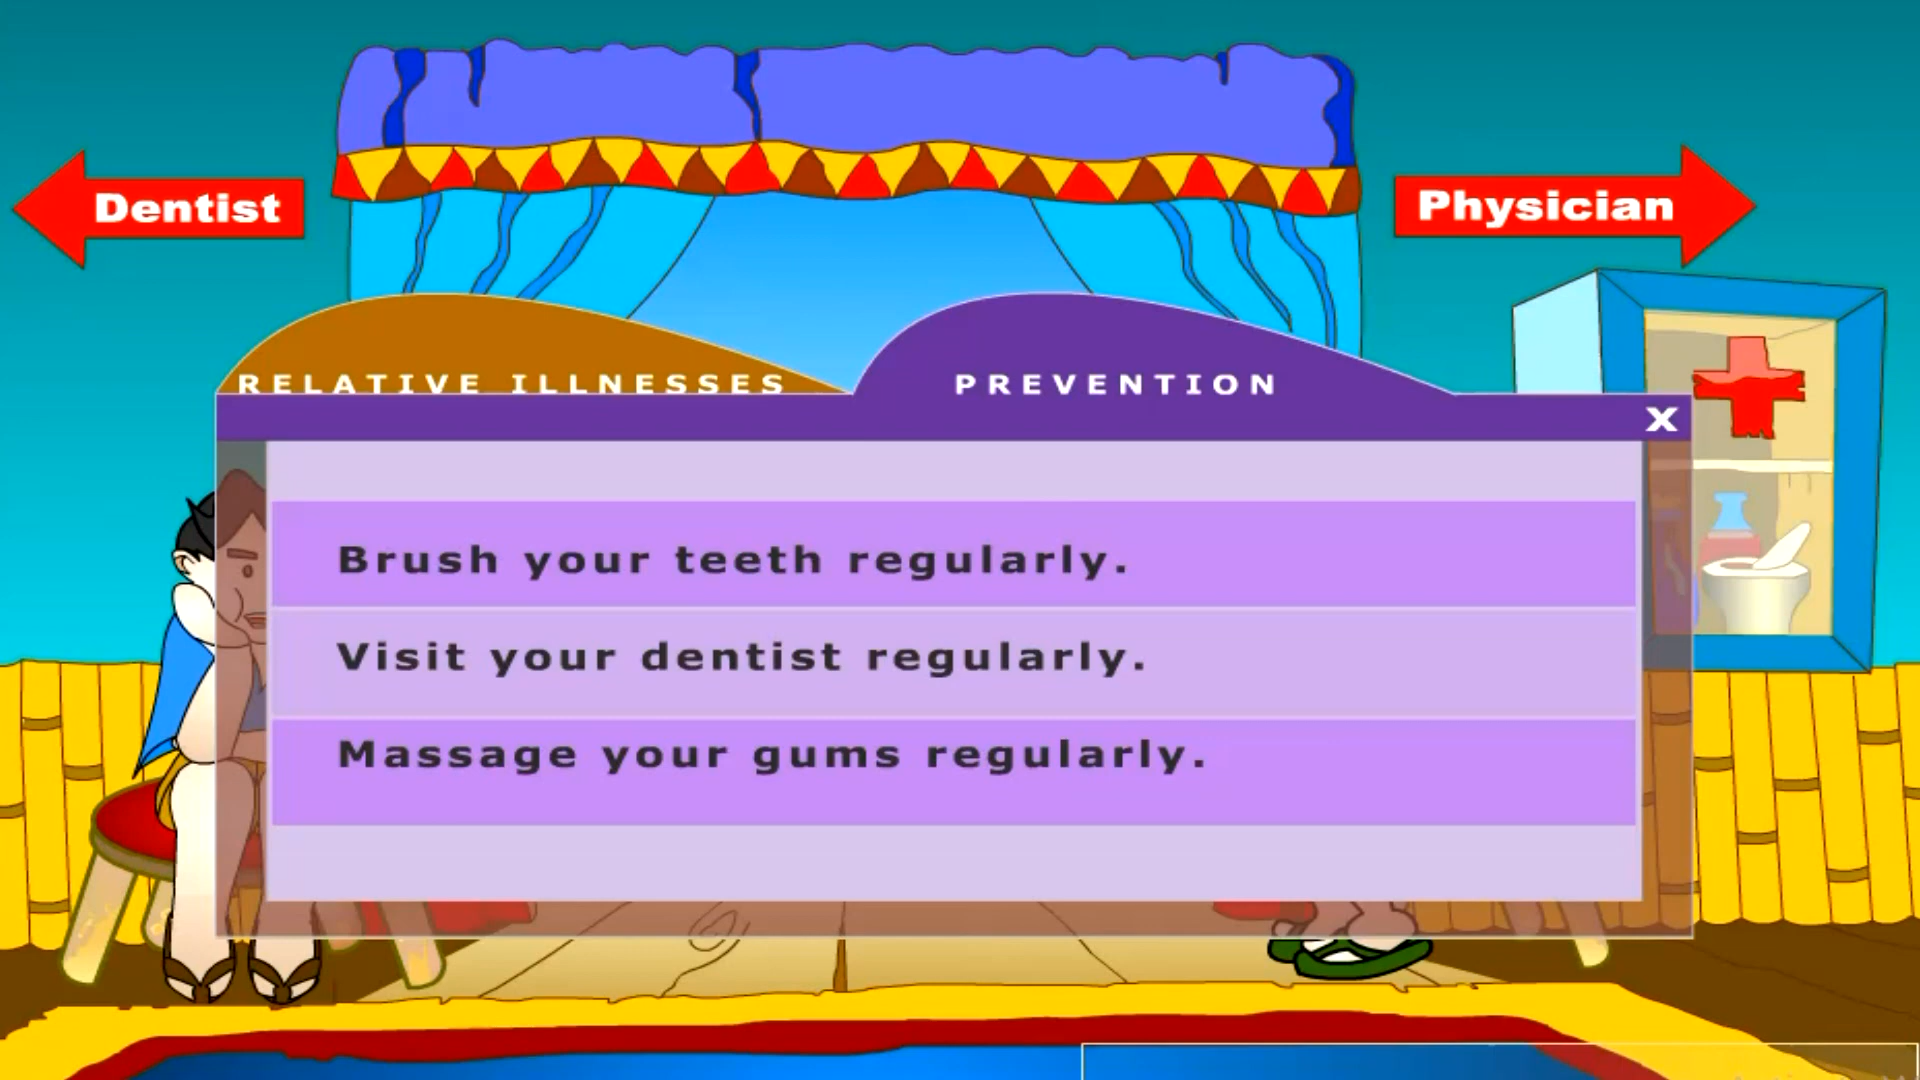 Dentist
Physician
RELATIVE ILLNESSES
PREVENTION
X
Brush your teeth regularly.
Visit your dentist regularly.
Massage your gums regularly.